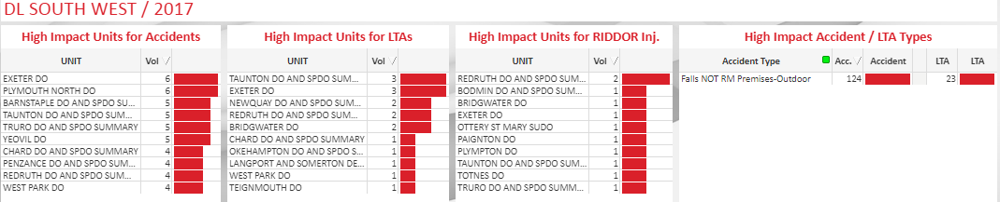 DL SOUTH WEST / 2017
High Impact Units for Accidents
UNIT Vol
EXETER DO 6
PLYMOUTH NORTH DO 6
BARNSTAPLE DO AND SPDO SU... 5
TAUNTON DO AND SPDO SUM... 5
TRURO DO AND SPDO SUMMARY 5
YEOVIL DO 5
CHARD DO AND SPDO SUMMARY 4
PENZANCE DO AND SPDO SUM... 4
REDRUTH DO AND SPDO SUM... 4
WEST PARK DO 4
High Impact Units for LTAs
UNIT Vol
TAUNTON DO AND SPDO SUMM... 3
EXETER DO 3
NEWQUAY DO AND SPDO SUMM... 2
REDRUTH DO AND SPDO SUMM... 2
BRIDGWATER DO 2
CHARD DO AND SPDO SUMMARY 1
OKEHAMPTON DO AND SPDO S... 1
LANGPORT AND SOMERTON DE... 1
WEST PARK DO 1
TEIGNMOUTH DO 1
High Impact Units for RIDDOR Inj.
UNIT Vol
REDRUTH DO AND SPDO SUMM... 2
BODMIN DO AND SPDO SUMM... 1
BRIDGWATER DO 1
EXETER DO 1
OTTERY ST MARY SUDO 1
PAIGNTON DO 1
PLYMPTON DO 1
TAUNTON DO AND SPDO SUMM... 1
TOTNES DO 1
TRURO DO AND SPDO SUMMAR... 1
High Impact Accident / LTA Types
Accident Type Acc. Accident LTA LTA
Falls NOT RM Premises-Outdoor 124 23